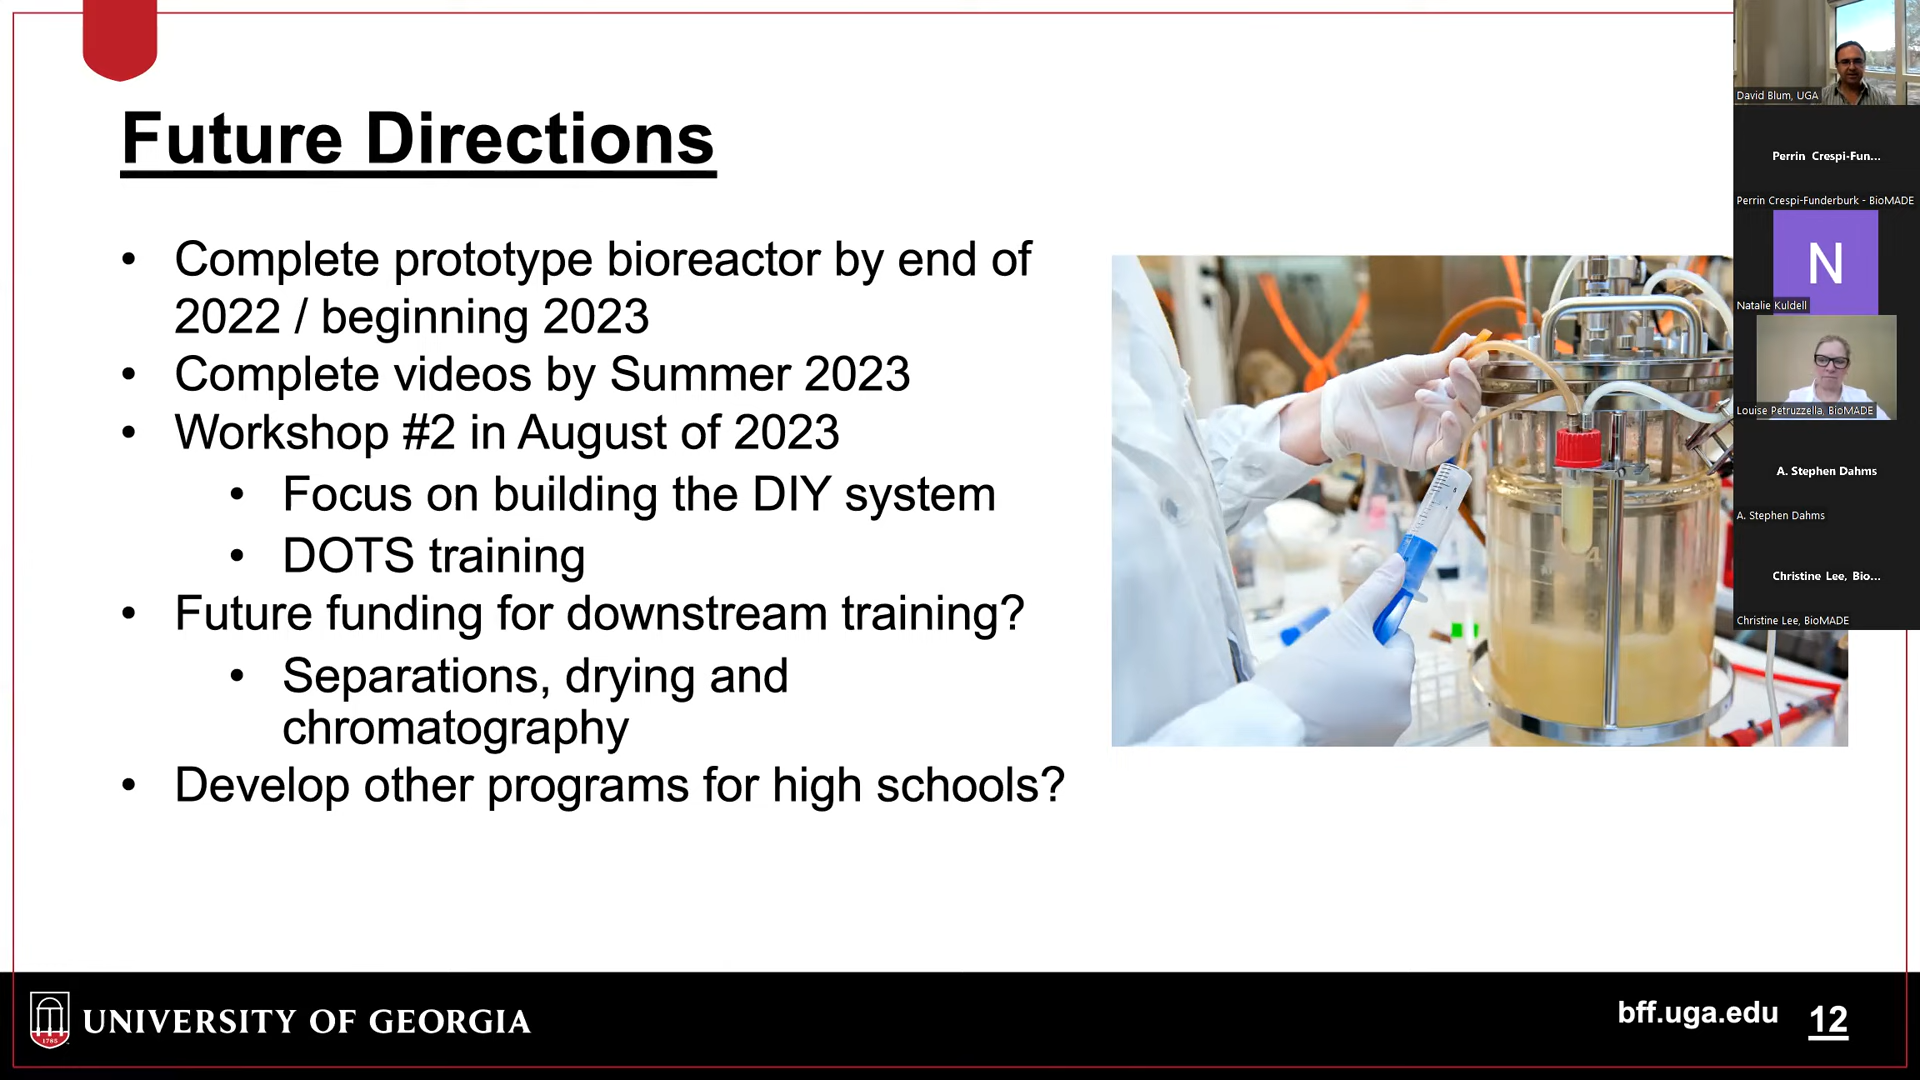 Future Directions
• Complete prototype bioreactor by end of
2022 / beginning 2023
• Complete videos by Summer 2023
• Workshop #2 in August of 2023
• Focus on building the DIY system
• DOTS training
• Future funding for downstream training?
• Separations, drying and
chromatography
• Develop other programs for high schools?
4
1785
UNIVERSITY OF GEORGIA
bff.uga.edu
12
David Blum, UGA
Perrin Crespi-Fun...
Perrin Crespi-Funderburk - BioMADE
N
Natalie Kuldell
Louise Petruzzella, BioMADE
A. Stephen Dahms
A. Stephen Dahms
Christine Lee, Bio...
Christine Lee, BioMADE